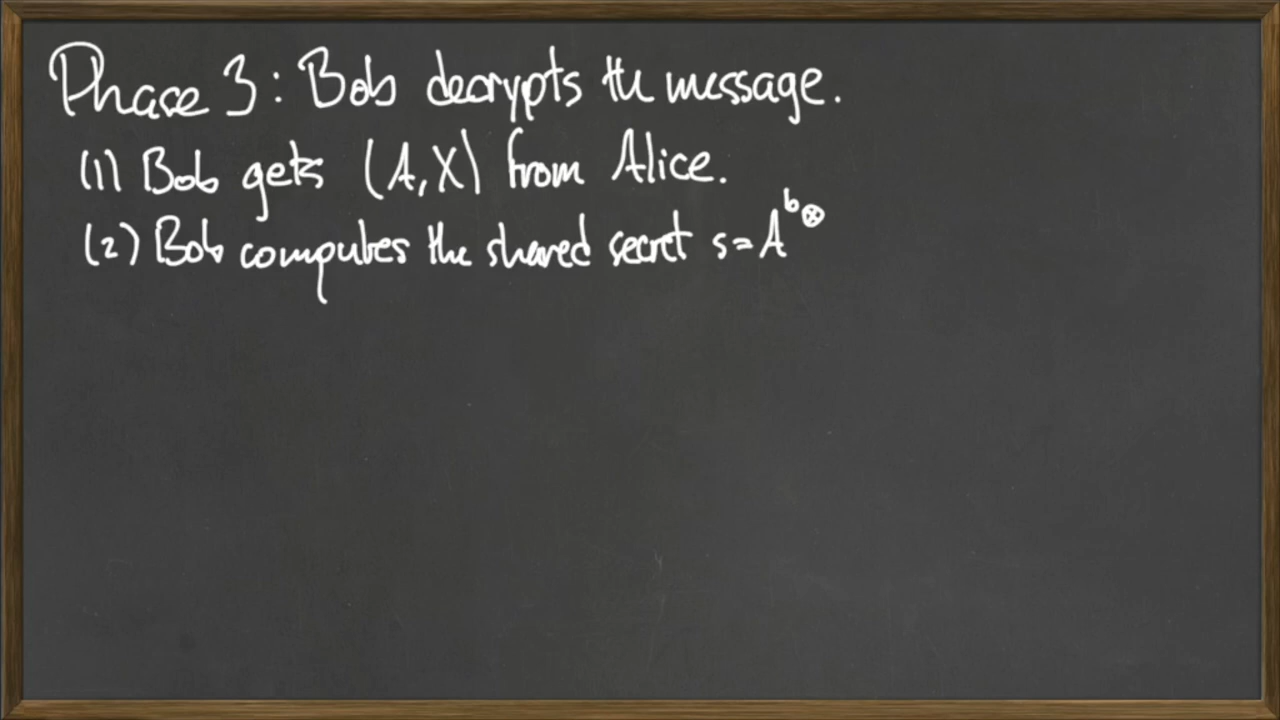 Phase 3: Bob decrypts the message.
(1) Bob gets (A,X) from Alice.
(2) Bob computes the shared secret s=A^b⊗